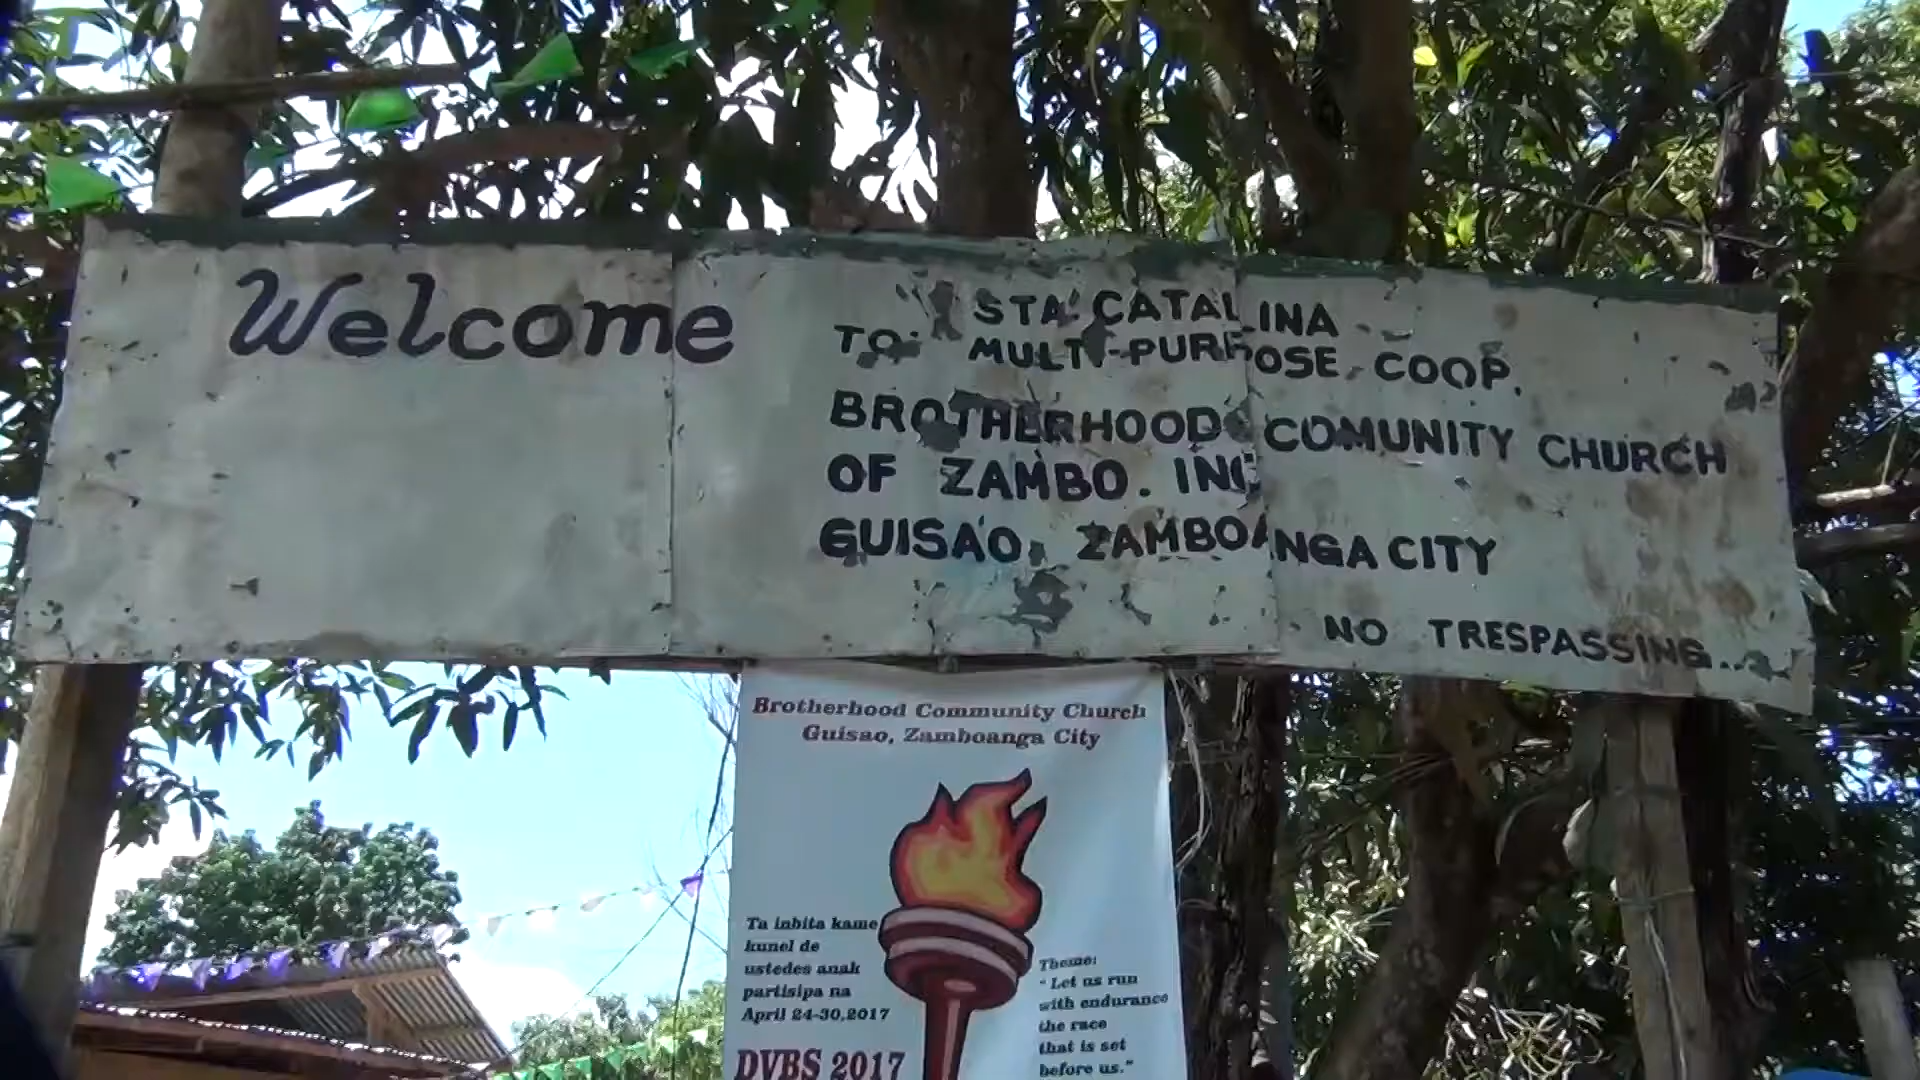 Welcome
STA. CATALINA
TO: MULTI-PURPOSE COOP.
BROTHERHOOD COMUNITY CHURCH
OF ZAMBO. INC
GUISAO, ZAMBOANGA CITY
NO TRESPASSING...
Brotherhood Community Church
Guisao, Zamboanga City
Ta inbita kame
kunel de
ustedes anak
partisipa na
April 24-30,2017
DVBS 2017
Theme:
"Let us run
with endurance
the race
that is set
before us."